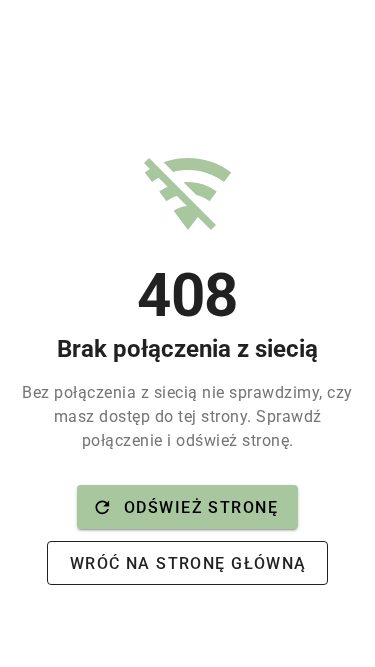 408
Brak połączenia z siecią
Bez połączenia z siecią nie sprawdzimy, czy
masz dostęp do tej strony. Sprawdź
połączenie i odśwież stronę.
ODŚWIEŻ STRONĘ
WRÓĆ NA STRONĘ GŁÓWNĄ